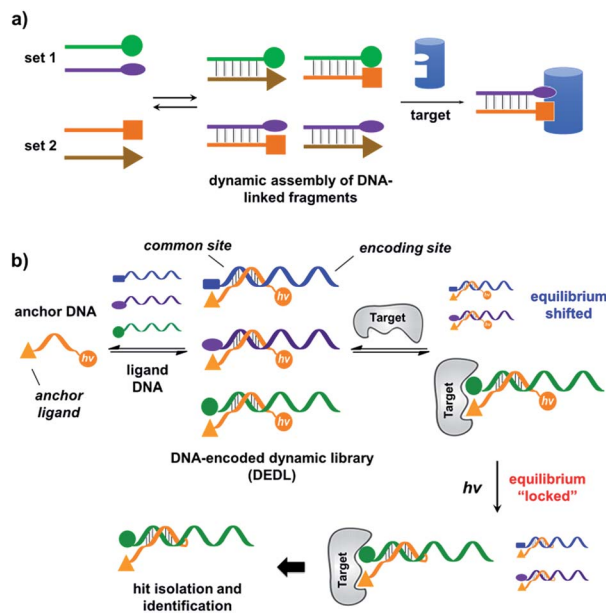 a)
set 1
set 2
target
dynamic assembly of DNA-
linked fragments
b)
common site
encoding site
anchor DNA
hv
anchor ligand
ligand
DNA
hv
hv
hv
Target
hv
hv
equilibrium
shifted
Target
hv
DNA-encoded dynamic library
(DEDL)
hv
equilibrium
"locked"
hit isolation and
identification
Target